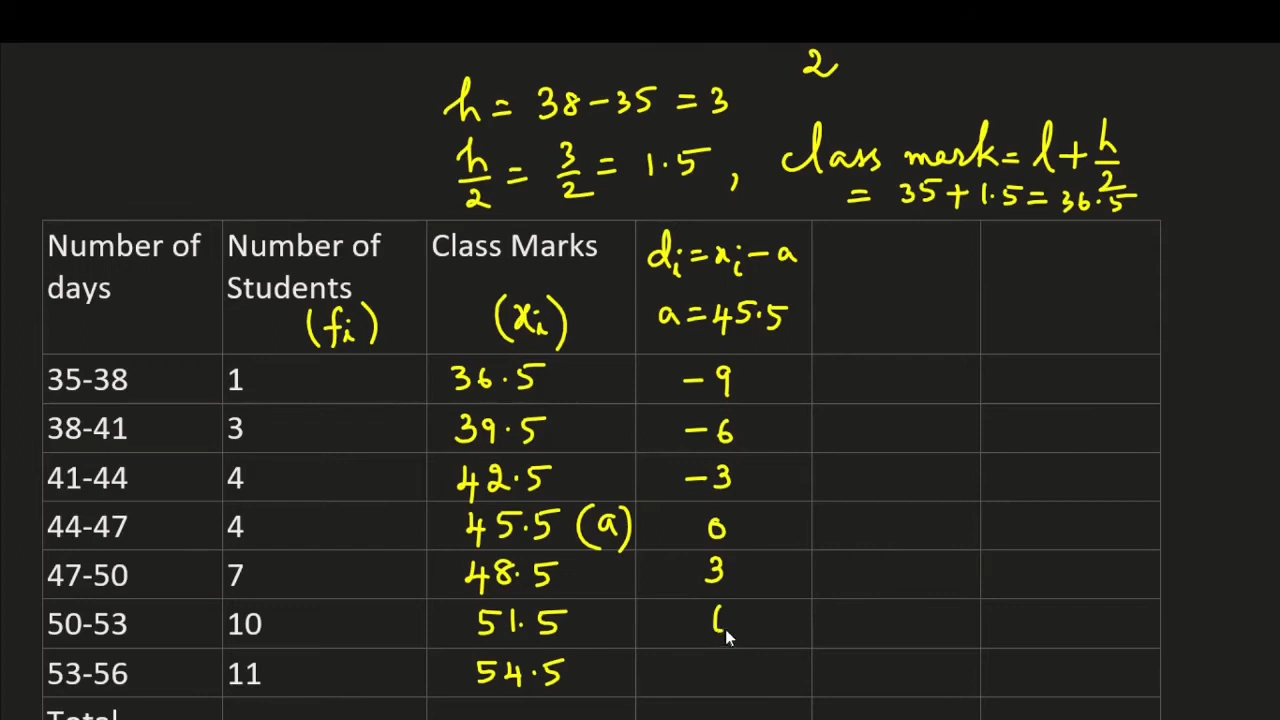 2
h = 38 - 35 = 3
h/2 = 3/2 = 1.5 , class mark = l + h/2
= 35 + 1.5 = 36.5
Number of days | Number of Students (fi) | Class Marks (xi) | di = xi - a a = 45.5
35-38 | 1 | 36.5 | -9
38-41 | 3 | 39.5 | -6
41-44 | 4 | 42.5 | -3
44-47 | 4 | 45.5 (a) | 0
47-50 | 7 | 48.5 | 3
50-53 | 10 | 51.5
53-56 | 11 | 54.5
Total